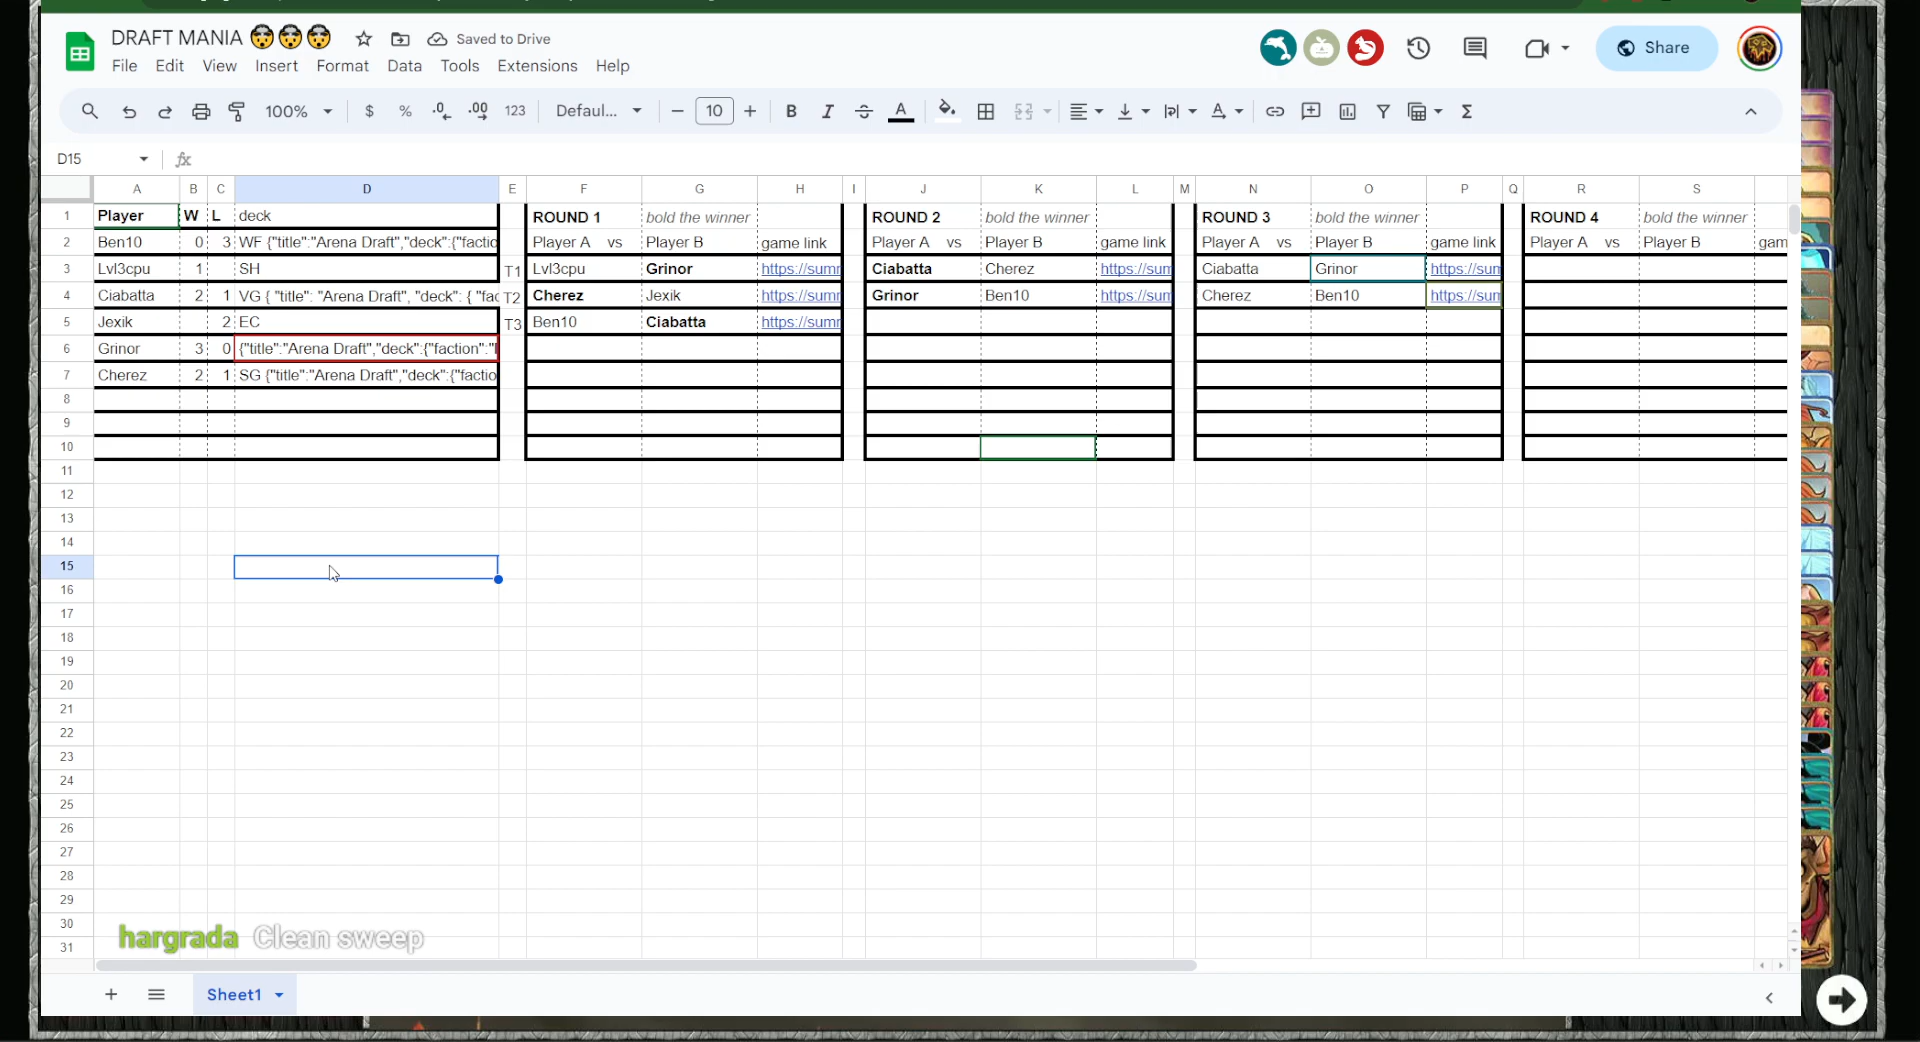 DRAFT MANIA 🤯🤯🤯 Saved to Drive
File Edit View Insert Format Data Tools Extensions Help
Share
100% $ % .0 .00 123 Defaul... 10 B I A
D15 fx
A B C D E F G H I J K L M N O P Q R S
1 Player W L deck ROUND 1 bold the winner ROUND 2 bold the winner ROUND 3 bold the winner ROUND 4 bold the winner
2 Ben10 0 3 WF {"title":"Arena Draft","deck":{"factio Player A vs Player B game link Player A vs Player B game link Player A vs Player B game link Player A vs Player B gam
3 Lvl3cpu 1 SH T1 Lvl3cpu Grinor https://sumr Ciabatta Cherez https://sum Ciabatta Grinor https://sum
4 Ciabatta 2 1 VG { "title": "Arena Draft", "deck": { "fac T2 Cherez Jexik https://sumr Grinor Ben10 https://sum Cherez Ben10 https://sum
5 Jexik 2 EC T3 Ben10 Ciabatta https://sumr
6 Grinor 3 0 {"title":"Arena Draft","deck":{"faction":"
7 Cherez 2 1 SG {"title":"Arena Draft","deck":{"factio
8
9
10
11
12
13
14
15
16
17
18
19
20
21
22
23
24
25
26
27
28
29
30
31
hargrada Clean sweep
Sheet1